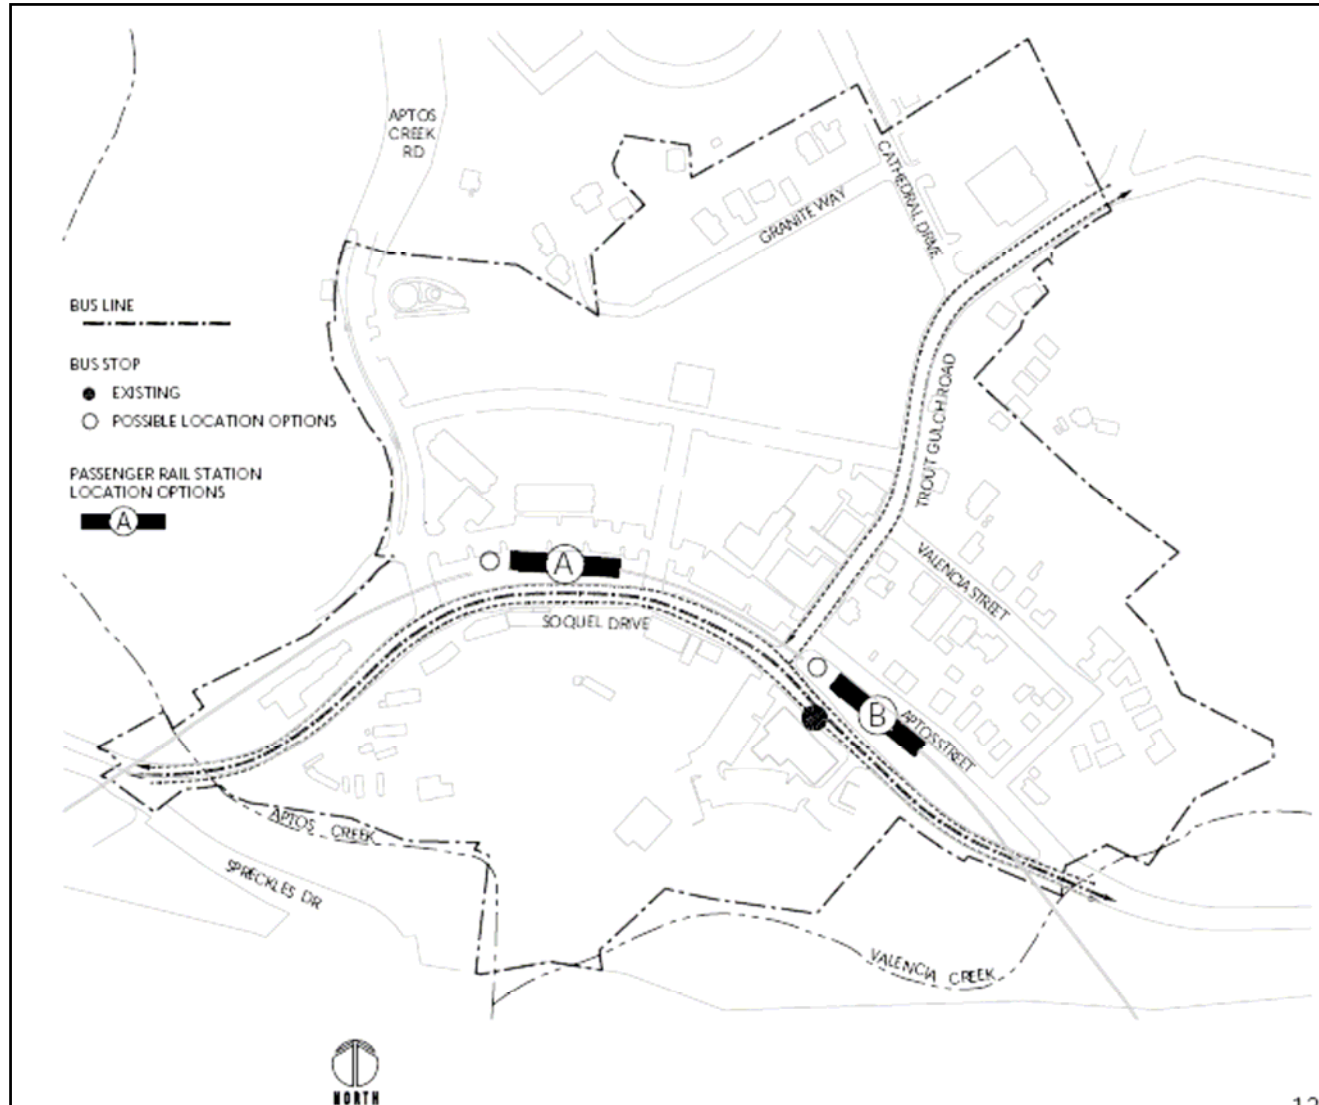 APTOS
CREEK
RD
CATHEDRAL DRIVE
GRANITE WAY
BUS LINE
BUS STOP
EXISTING
POSSIBLE LOCATION OPTIONS
PASSENGER RAIL STATION
LOCATION OPTIONS
A
TROUT GULCH ROAD
VALENCIA STREET
A
SOQUEL DRIVE
B
APTOS STREET
APTOS CREEK
SPRECKLES DR
VALENCIA CREEK
NORTH